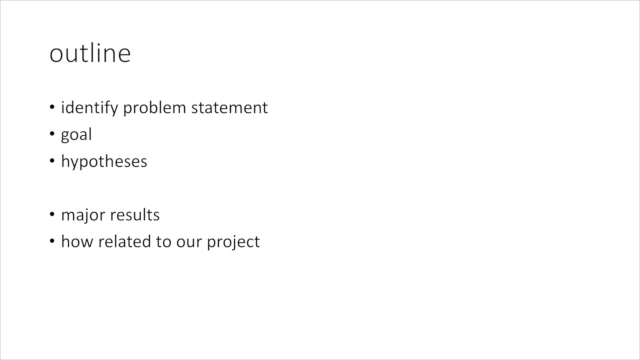 outline
• identify problem statement
• goal
• hypotheses
• major results
• how related to our project